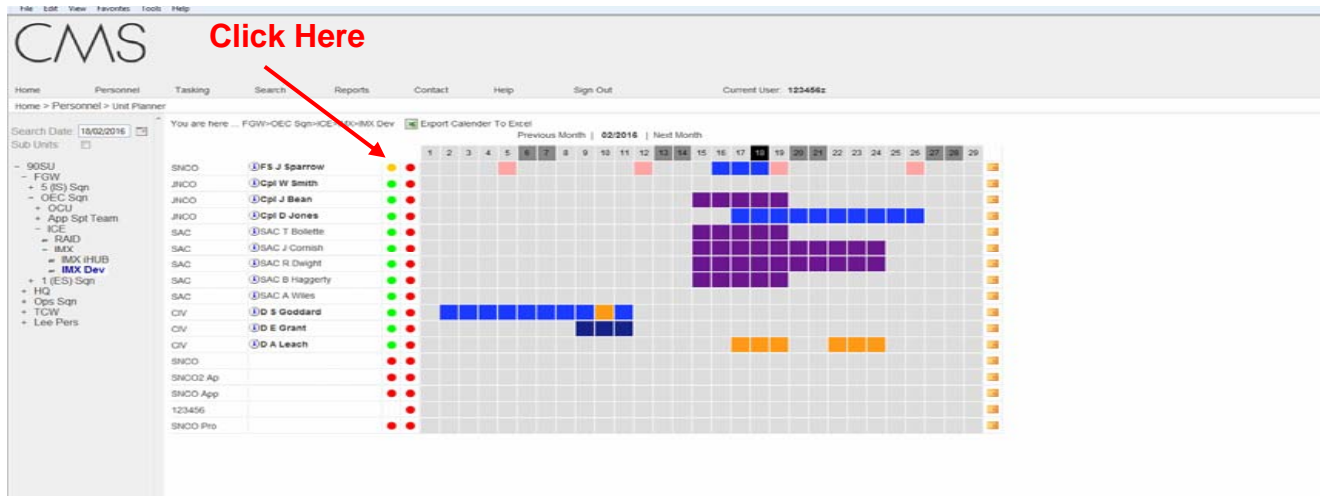 File Edit View Favorites Tools Help
CMS
Click Here
Home Personnel Tasking Search Reports Contact Help Sign Out Current User: 123456z
Home > Personnel > Unit Planner
Search Date 18/02/2016
Sub Units
- 90SU
- FGW
+ 5 (IS) Sqn
- OEC Sqn
+ OCU
+ App Spt Team
- ICE
RAID
- IMX
IMX iHUB
IMX Dev
+ 1 (ES) Sqn
+ HQ
+ Ops Sqn
+ TCW
+ Lee Pers
You are here ... FGW>OEC Sqn>ICE>IMX>IMX Dev Export Calender To Excel
Previous Month | 02/2016 | Next Month
1 2 3 4 5 6 7 8 9 10 11 12 13 14 15 16 17 18 19 20 21 22 23 24 25 26 27 28 29
SNCO FS J Sparrow
JNCO Cpl W Smith
JNCO Cpl J Bean
JNCO Cpl D Jones
SAC SAC T Bollette
SAC SAC J Cornish
SAC SAC R Dwight
SAC SAC B Haggerty
SAC SAC A Wiles
CIV D S Goddard
CIV D E Grant
CIV D A Leach
SNCO
SNCO2 Ap
SNCO App
123456
SNCO Pro